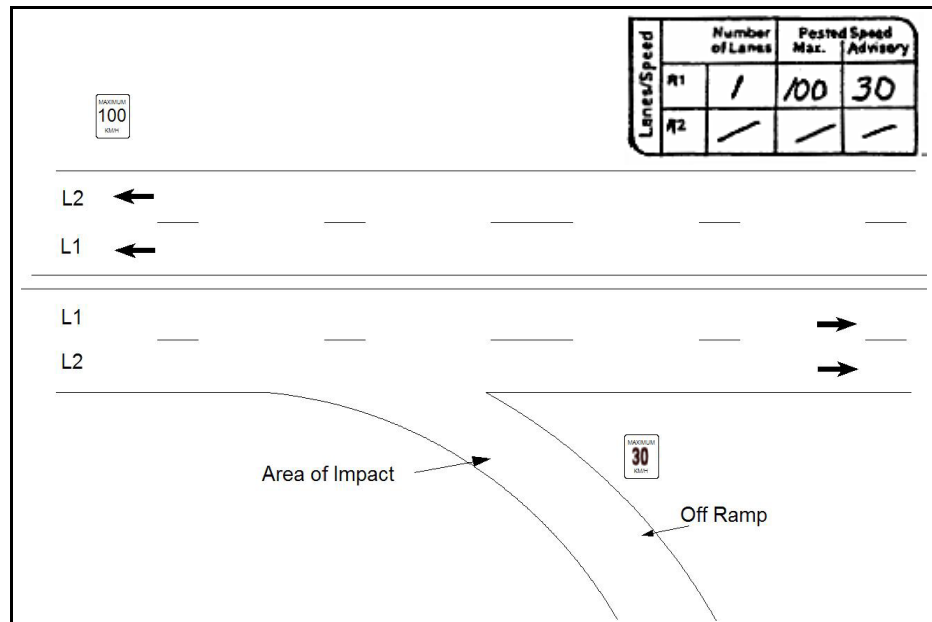 Number of Lanes
Pested Speed
Max. Advisory
Lanes/Speed
R1 1 100 30
R2 / / /
MAXIMUM
100
KM/H
L2
L1
L1
L2
MAXIMUM
30
KM/H
Area of Impact
Off Ramp